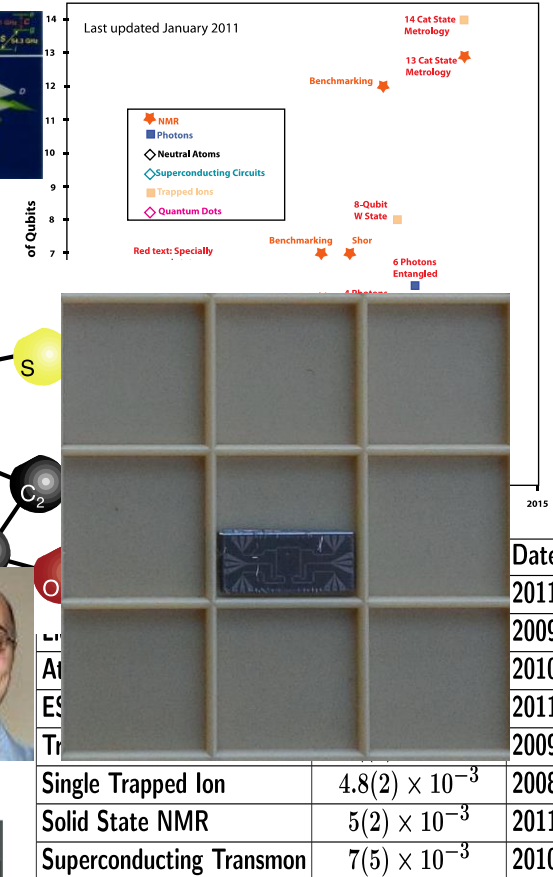 14
14 Cat State
Metrology
Last updated January 2011
13
13 Cat State
Metrology
12
Benchmarking
11
NMR
Photons
10
Neutral Atoms
Superconducting Circuits
9
Trapped Ions
8
Quantum Dots
8-Qubit
W State
of Qubits
7
Red text: Specially
Benchmarking
Shor
6 Photons
Entangled
S
C2
O
2015
Date
2011
2009
2010
2011
2009
Single Trapped Ion 4.8(2) × 10⁻³ 2008
Solid State NMR 5(2) × 10⁻³ 2011
Superconducting Transmon 7(5) × 10⁻³ 2010